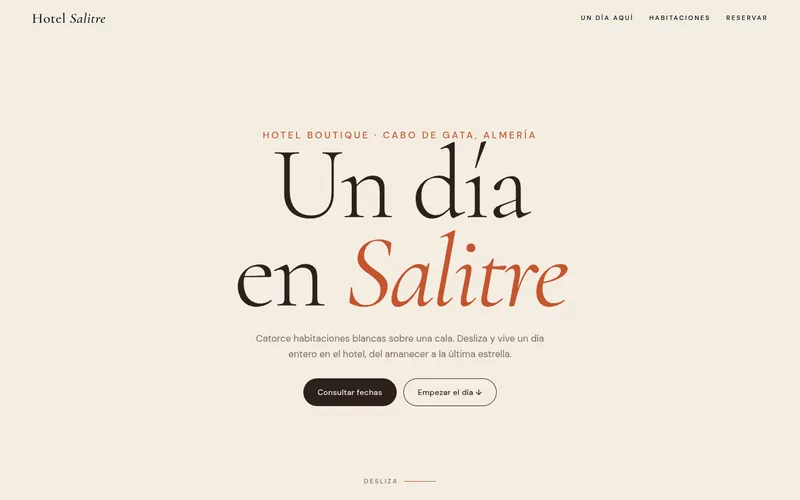 Hotel Salitre
UN DÍA AQUÍ
HABITACIONES
RESERVAR
HOTEL BOUTIQUE · CABO DE GATA, ALMERÍA
Un día
en Salitre
Catorce habitaciones blancas sobre una cala. Desliza y vive un día
entero en el hotel, del amanecer a la última estrella.
Consultar fechas
Empezar el día ↓
DESLIZA